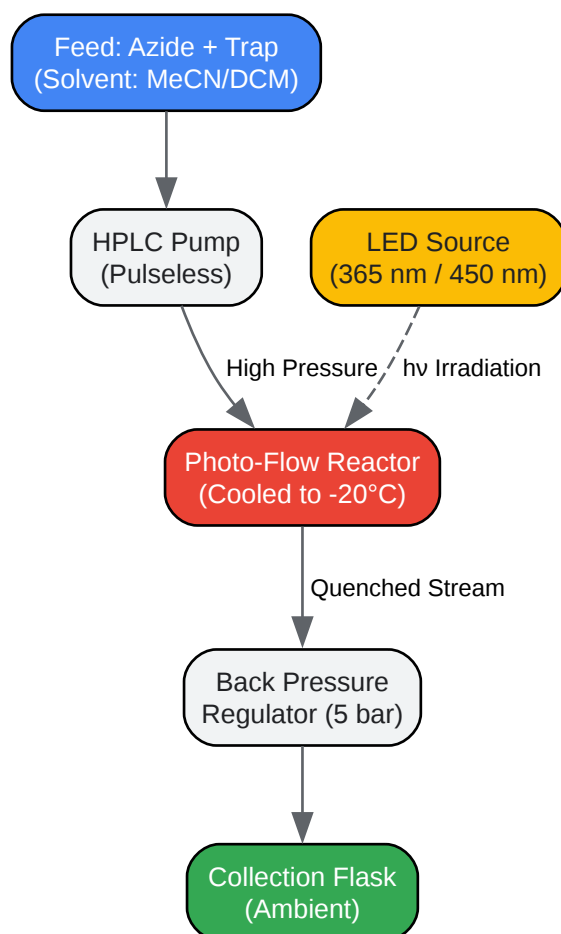 Feed: Azide + Trap
(Solvent: MeCN/DCM)
HPLC Pump
(Pulseless)
LED Source
(365 nm / 450 nm)
High Pressure
hν Irradiation
Photo-Flow Reactor
(Cooled to -20°C)
Quenched Stream
Back Pressure
Regulator (5 bar)
Collection Flask
(Ambient)